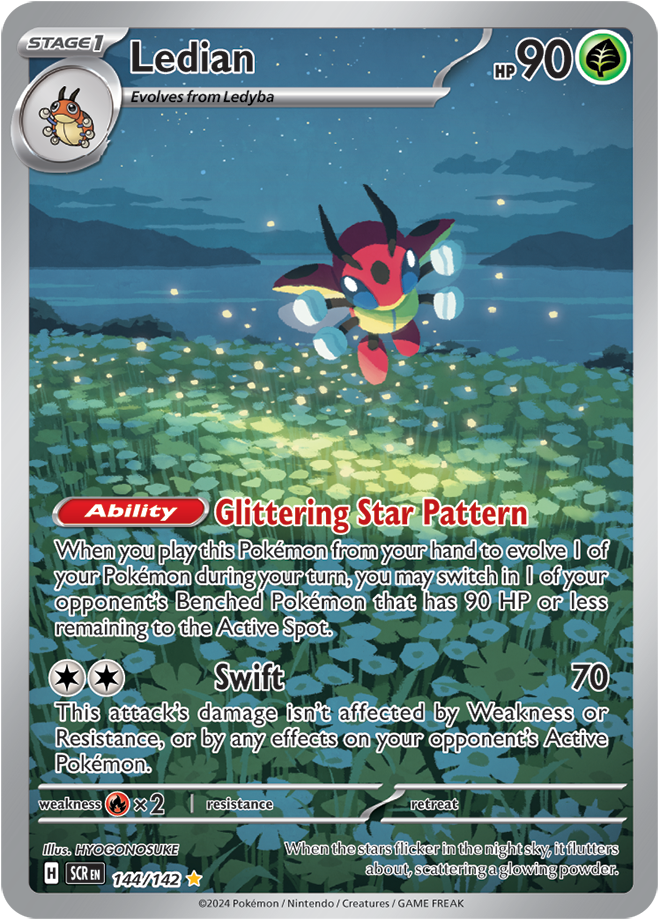 STAGE1
Ledian
HP 90
Evolves from Ledyba
Ability Glittering Star Pattern
When you play this Pokémon from your hand to evolve 1 of
your Pokémon during your turn, you may switch in 1 of your
opponent's Benched Pokémon that has 90 HP or less
remaining to the Active Spot.
Swift 70
This attack's damage isn't affected by Weakness or
Resistance, or by any effects on your opponent's Active
Pokémon.
weakness ×2 resistance retreat
Illus. HYOGONOSUKE
H SCR EN 144/142
When the stars flicker in the night sky, it flutters
about, scattering a glowing powder.
©2024 Pokémon / Nintendo / Creatures / GAME FREAK